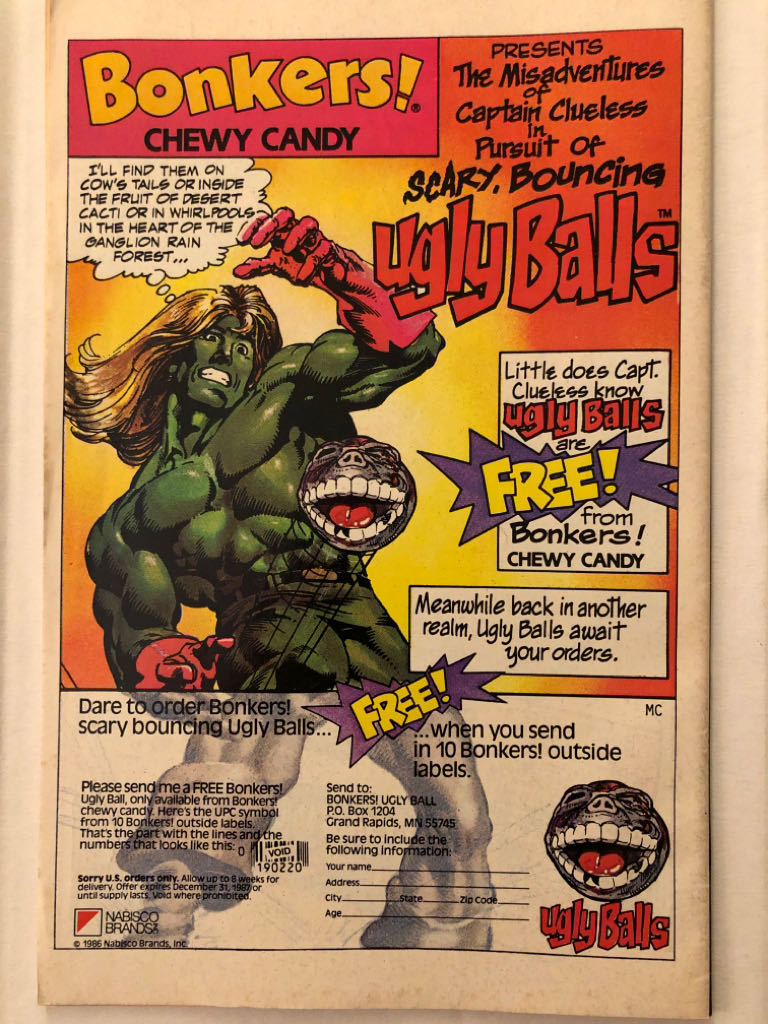 Bonkers!®
CHEWY CANDY
PRESENTS
The Misadventures
of
Captain Clueless
in
Pursuit of
SCARY, Bouncing
Ugly Balls™
I'LL FIND THEM ON
COW'S TAILS OR INSIDE
THE FRUIT OF DESERT
CACTI OR IN WHIRLPOOLS
IN THE HEART OF THE
GANGLION RAIN
FOREST...
Little does Capt.
Clueless know
Ugly Balls
are
FREE!
from
Bonkers!
CHEWY CANDY
Meanwhile back in another
realm, Ugly Balls await
your orders.
MC
Dare to order Bonkers!
scary bouncing Ugly Balls...
FREE!
...when you send
in 10 Bonkers! outside
labels.
Please send me a FREE Bonkers!
Ugly Ball, only available from Bonkers!
chewy candy. Here's the UPC symbol
from 10 Bonkers! outside labels.
That's the part with the lines and the
numbers that looks like this: 0
VOID
190220
Sorry U.S. orders only. Allow up to 8 weeks for
delivery. Offer expires December 31, 1987 or
until supply lasts. Void where prohibited.
NABISCO
BRANDS
© 1986 Nabisco Brands, Inc.
Send to:
BONKERS! UGLY BALL
P.O. Box 1204
Grand Rapids, MN 55745
Be sure to include the
following information:
Your name
Address
City State Zip Code
Age
Ugly Balls